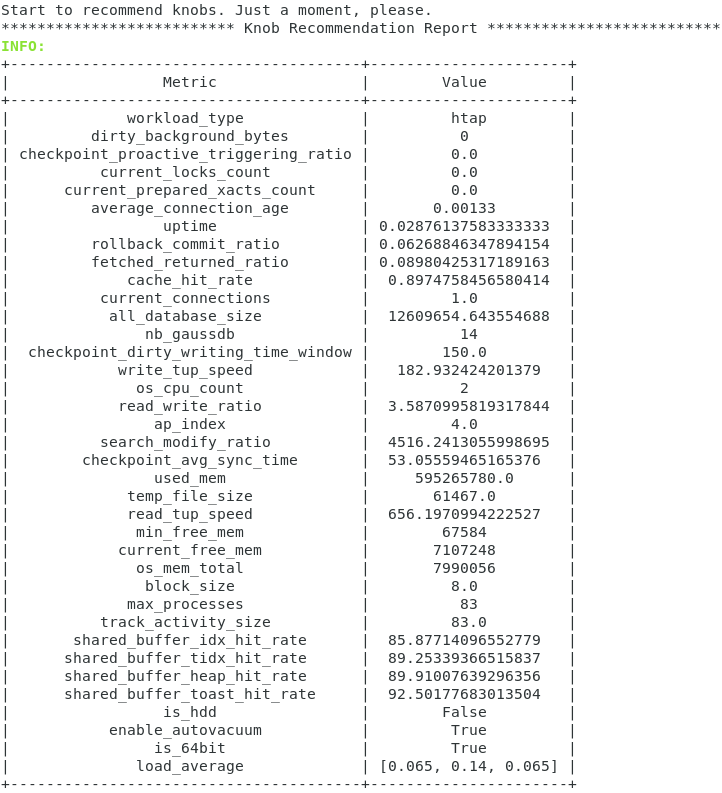 Start to recommend knobs. Just a moment, please.
************************** Knob Recommendation Report **************************
INFO:
+---------------------------------------+----------------------+
|                 Metric                |        Value         |
+---------------------------------------+----------------------+
|             workload_type             |         htap         |
|         dirty_background_bytes        |          0           |
| checkpoint_proactive_triggering_ratio |         0.0          |
|          current_locks_count          |         0.0          |
|      current_prepared_xacts_count     |         0.0          |
|         average_connection_age        |       0.00133        |
|                 uptime                | 0.02876137583333333  |
|         rollback_commit_ratio         | 0.06268846347894154  |
|         fetched_returned_ratio        | 0.08980425317189163  |
|             cache_hit_rate            |  0.8974758456580414  |
|          current_connections          |         1.0          |
|           all_database_size           |  12609654.643554688  |
|               nb_gaussdb              |          14          |
|  checkpoint_dirty_writing_time_window |        150.0         |
|            write_tup_speed            |   182.932424201379   |
|              os_cpu_count             |          2           |
|            read_write_ratio           |  3.5870995819317844  |
|                ap_index               |         4.0          |
|          search_modify_ratio          |  4516.2413055998695  |
|        checkpoint_avg_sync_time       |  53.05559465165376   |
|                used_mem               |     595265780.0      |
|             temp_file_size            |       61467.0        |
|             read_tup_speed            |  656.1970994222527   |
|              min_free_mem             |        67584         |
|            current_free_mem           |       7107248        |
|              os_mem_total             |       7990056        |
|               block_size              |         8.0          |
|             max_processes             |          83          |
|          track_activity_size          |         83.0         |
|       shared_buffer_idx_hit_rate      |  85.87714096552779   |
|      shared_buffer_tidx_hit_rate      |  89.25339366515837   |
|      shared_buffer_heap_hit_rate      |  89.91007639296356   |
|      shared_buffer_toast_hit_rate     |  92.50177683013504   |
|                 is_hdd                |        False         |
|           enable_autovacuum           |         True         |
|                is_64bit               |         True         |
|              load_average             | [0.065, 0.14, 0.065] |
+---------------------------------------+----------------------+